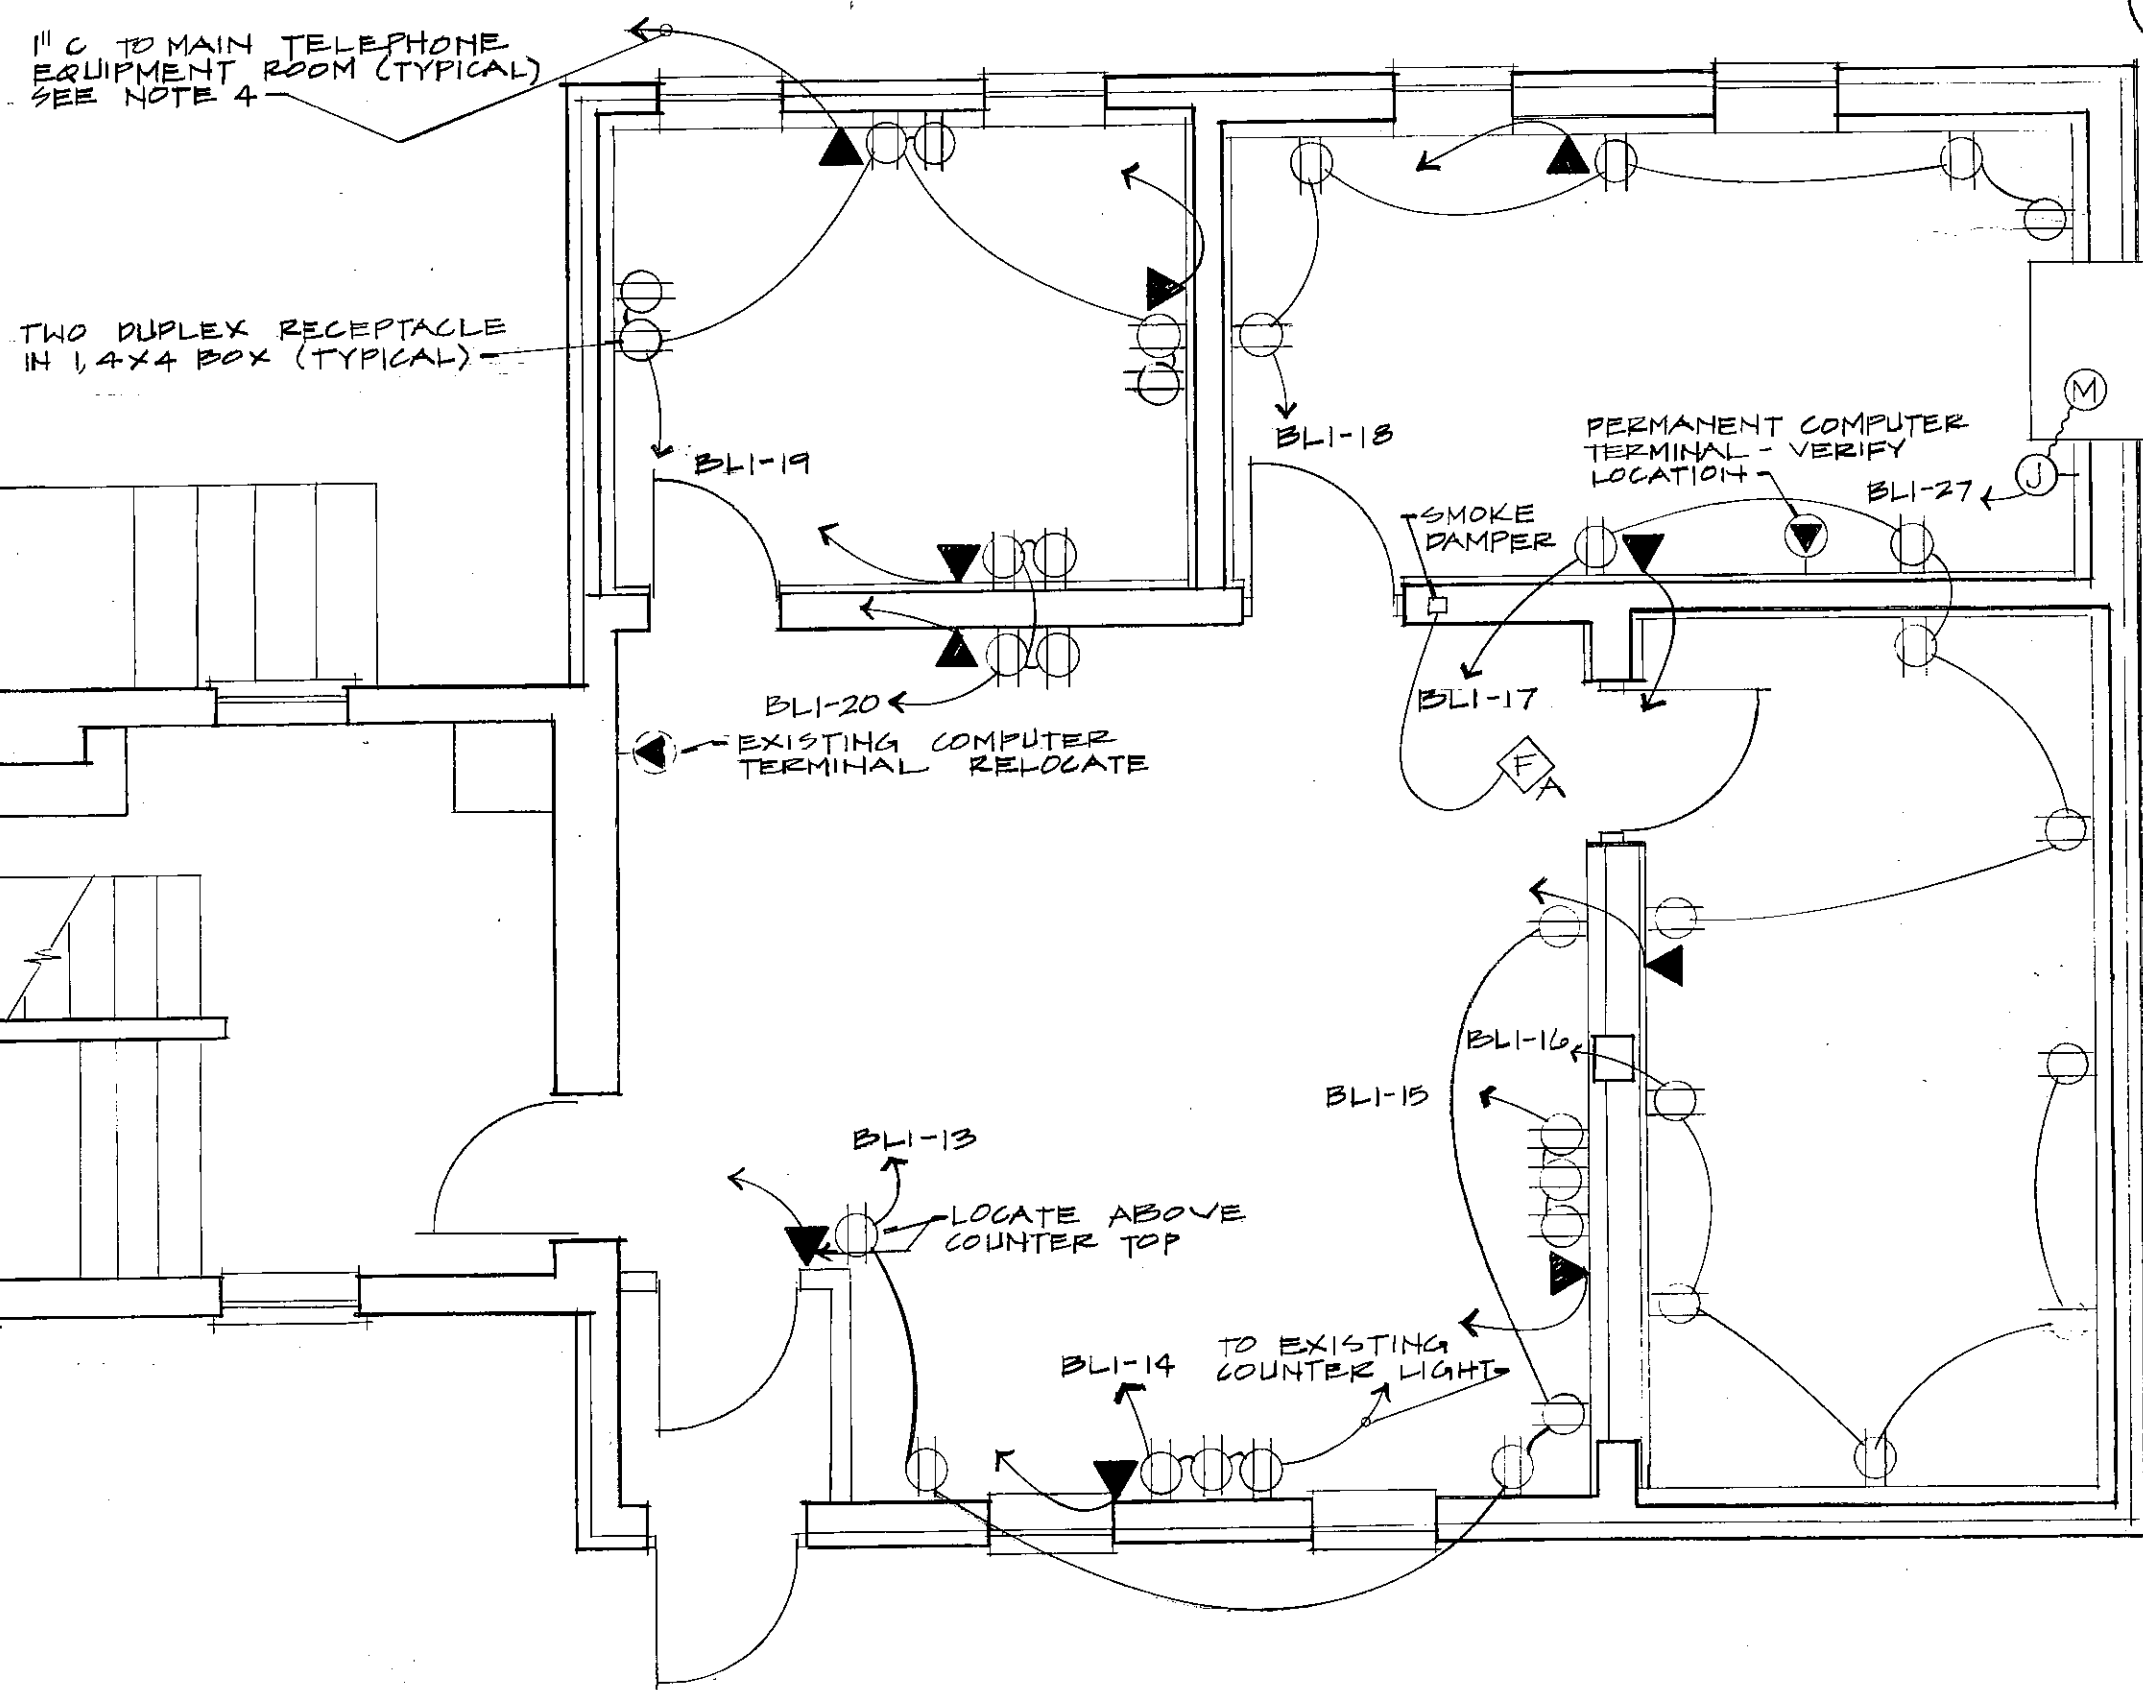 1" C TO MAIN TELEPHONE
EQUIPMENT ROOM (TYPICAL)
SEE NOTE 4
TWO DUPLEX RECEPTACLE
IN 1, 4X4 BOX (TYPICAL)
BL1-19
BL1-18
PERMANENT COMPUTER
TERMINAL - VERIFY
LOCATION
M
J
BL1-27
SMOKE
DAMPER
BL1-20
BL1-17
EXISTING COMPUTER
TERMINAL RELOCATE
F
A
BL1-16
BL1-15
BL1-13
LOCATE ABOVE
COUNTER TOP
BL1-14
TO EXISTING
COUNTER LIGHT